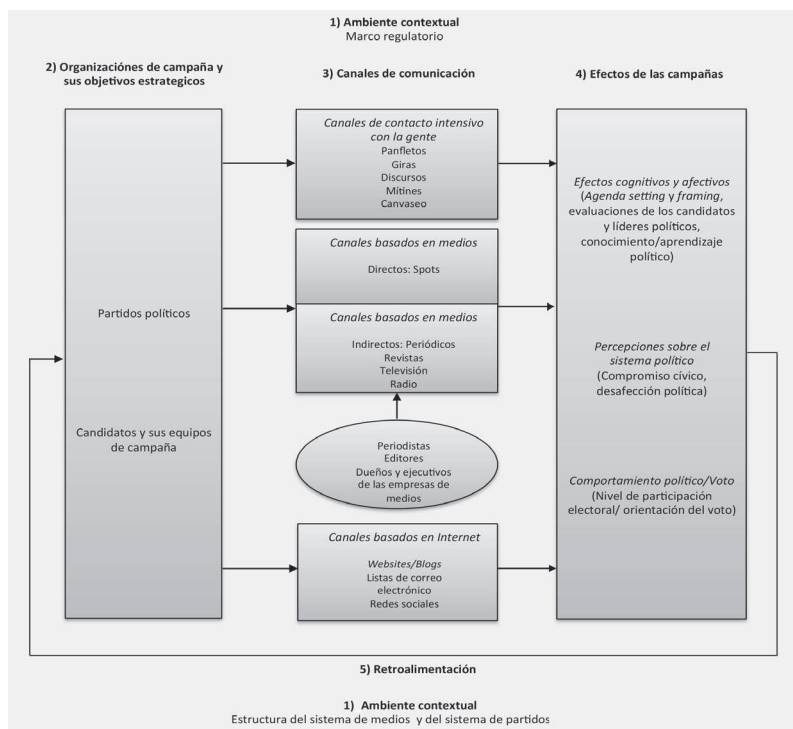 1) Ambiente contextual
Marco regulatorio
2) Organizaciónes de campaña y
sus objetivos estrategicos
3) Canales de comunicación
4) Efectos de las campañas
Partidos políticos
Candidatos y sus equipos
de campaña
Canales de contacto intensivo
con la gente
Panfletos
Giras
Discursos
Mítines
Canvaseo
Canales basados en medios
Directos: Spots
Canales basados en medios
Indirectos: Periódicos
Revistas
Televisión
Radio
Periodistas
Editores
Dueños y ejecutivos
de las empresas de
medios
Canales basados en Internet
Websites/Blogs
Listas de correo
electrónico
Redes sociales
Efectos cognitivos y afectivos
(Agenda setting y framing,
evaluaciones de los candidatos
y líderes políticos,
conocimiento/aprendizaje
político)
Percepciones sobre el
sistema político
(Compromiso cívico,
desafección política)
Comportamiento político/Voto
(Nivel de participación
electoral/ orientación del voto)
5) Retroalimentación
1) Ambiente contextual
Estructura del sistema de medios y del sistema de partidos